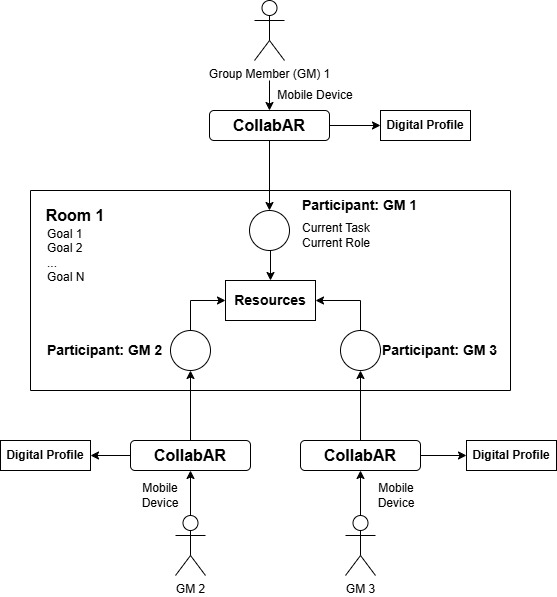 Group Member (GM) 1
Mobile Device
CollabAR
Digital Profile
Room 1
Goal 1
Goal 2
...
Goal N
Participant: GM 1
Current Task
Current Role
Resources
Participant: GM 2
Participant: GM 3
Digital Profile
CollabAR
CollabAR
Digital Profile
Mobile
Device
Mobile
Device
GM 2
GM 3